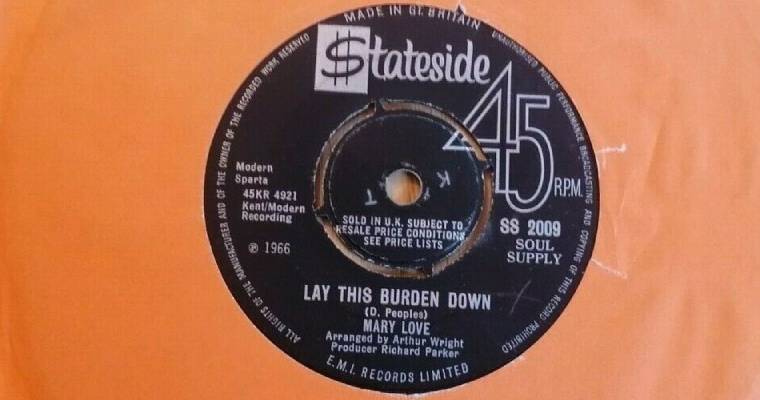 MADE IN GT. BRITAIN
UNAUTHORISED PUBLIC PERFORMANCE BROADCASTING AND COPYING OF THIS RECORD PROHIBITED
ALL RIGHTS OF THE MANUFACTURER AND OF THE OWNER OF THE RECORDED WORK RESERVED
$tateside
45
R.P.M.
Modern
Sparta
45KR 4921
Kent/Modern
Recording
℗ 1966
K
T
SOLD IN U.K. SUBJECT TO
RESALE PRICE CONDITIONS,
SEE PRICE LISTS
SS 2009
SOUL
SUPPLY
LAY THIS BURDEN DOWN
(D. Peoples)
MARY LOVE
Arranged by Arthur Wright
Producer Richard Parker
E.M.I. RECORDS LIMITED